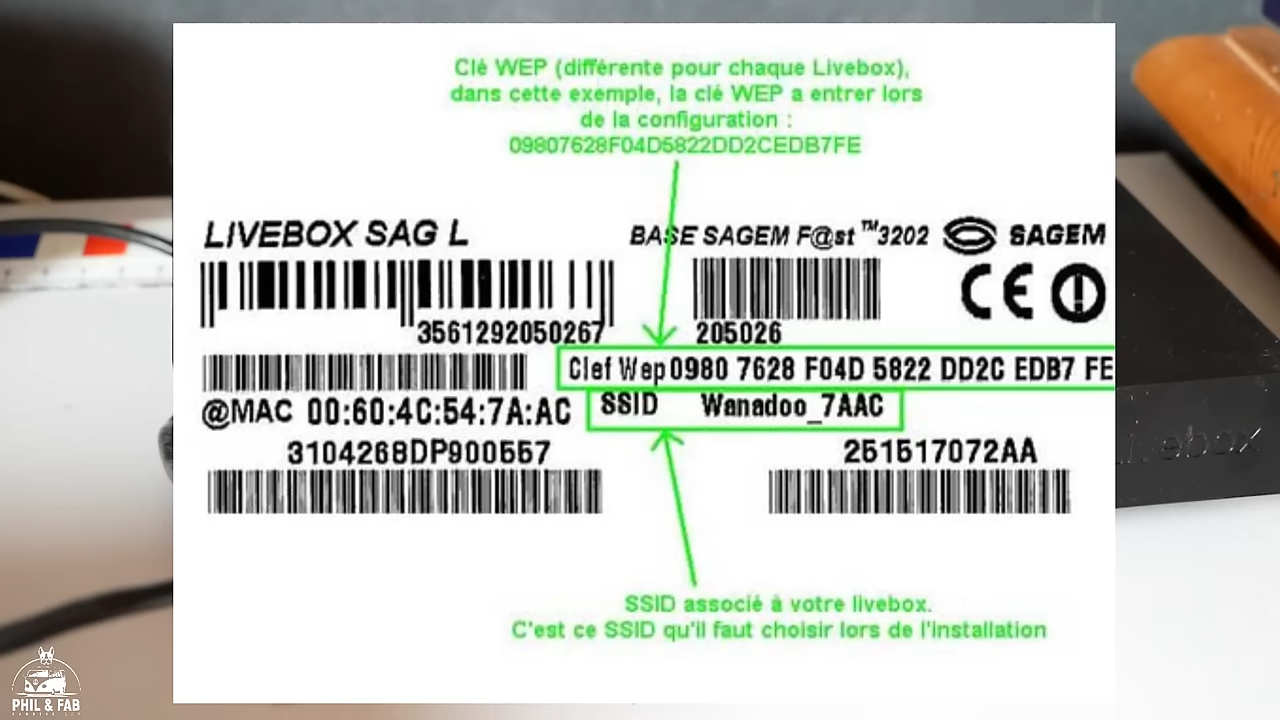 Clé WEP (différente pour chaque Livebox),
dans cette exemple, la clé WEP a entrer lors
de la configuration :
09807628F04D5822DD2CEDB7FE
LIVEBOX SAG L
BASE SAGEM F@st ™3202
SAGEM
CE
3561292050267
205026
Clef Wep 0980 7628 F04D 5822 DD2C EDB7 FE
@MAC 00:60:4C:54:7A:AC
SSID Wanadoo_7AAC
3104268DP900557
251517072AA
livebox
SSID associé à votre livebox.
C'est ce SSID qu'il faut choisir lors de l'installation
PHIL & FAB